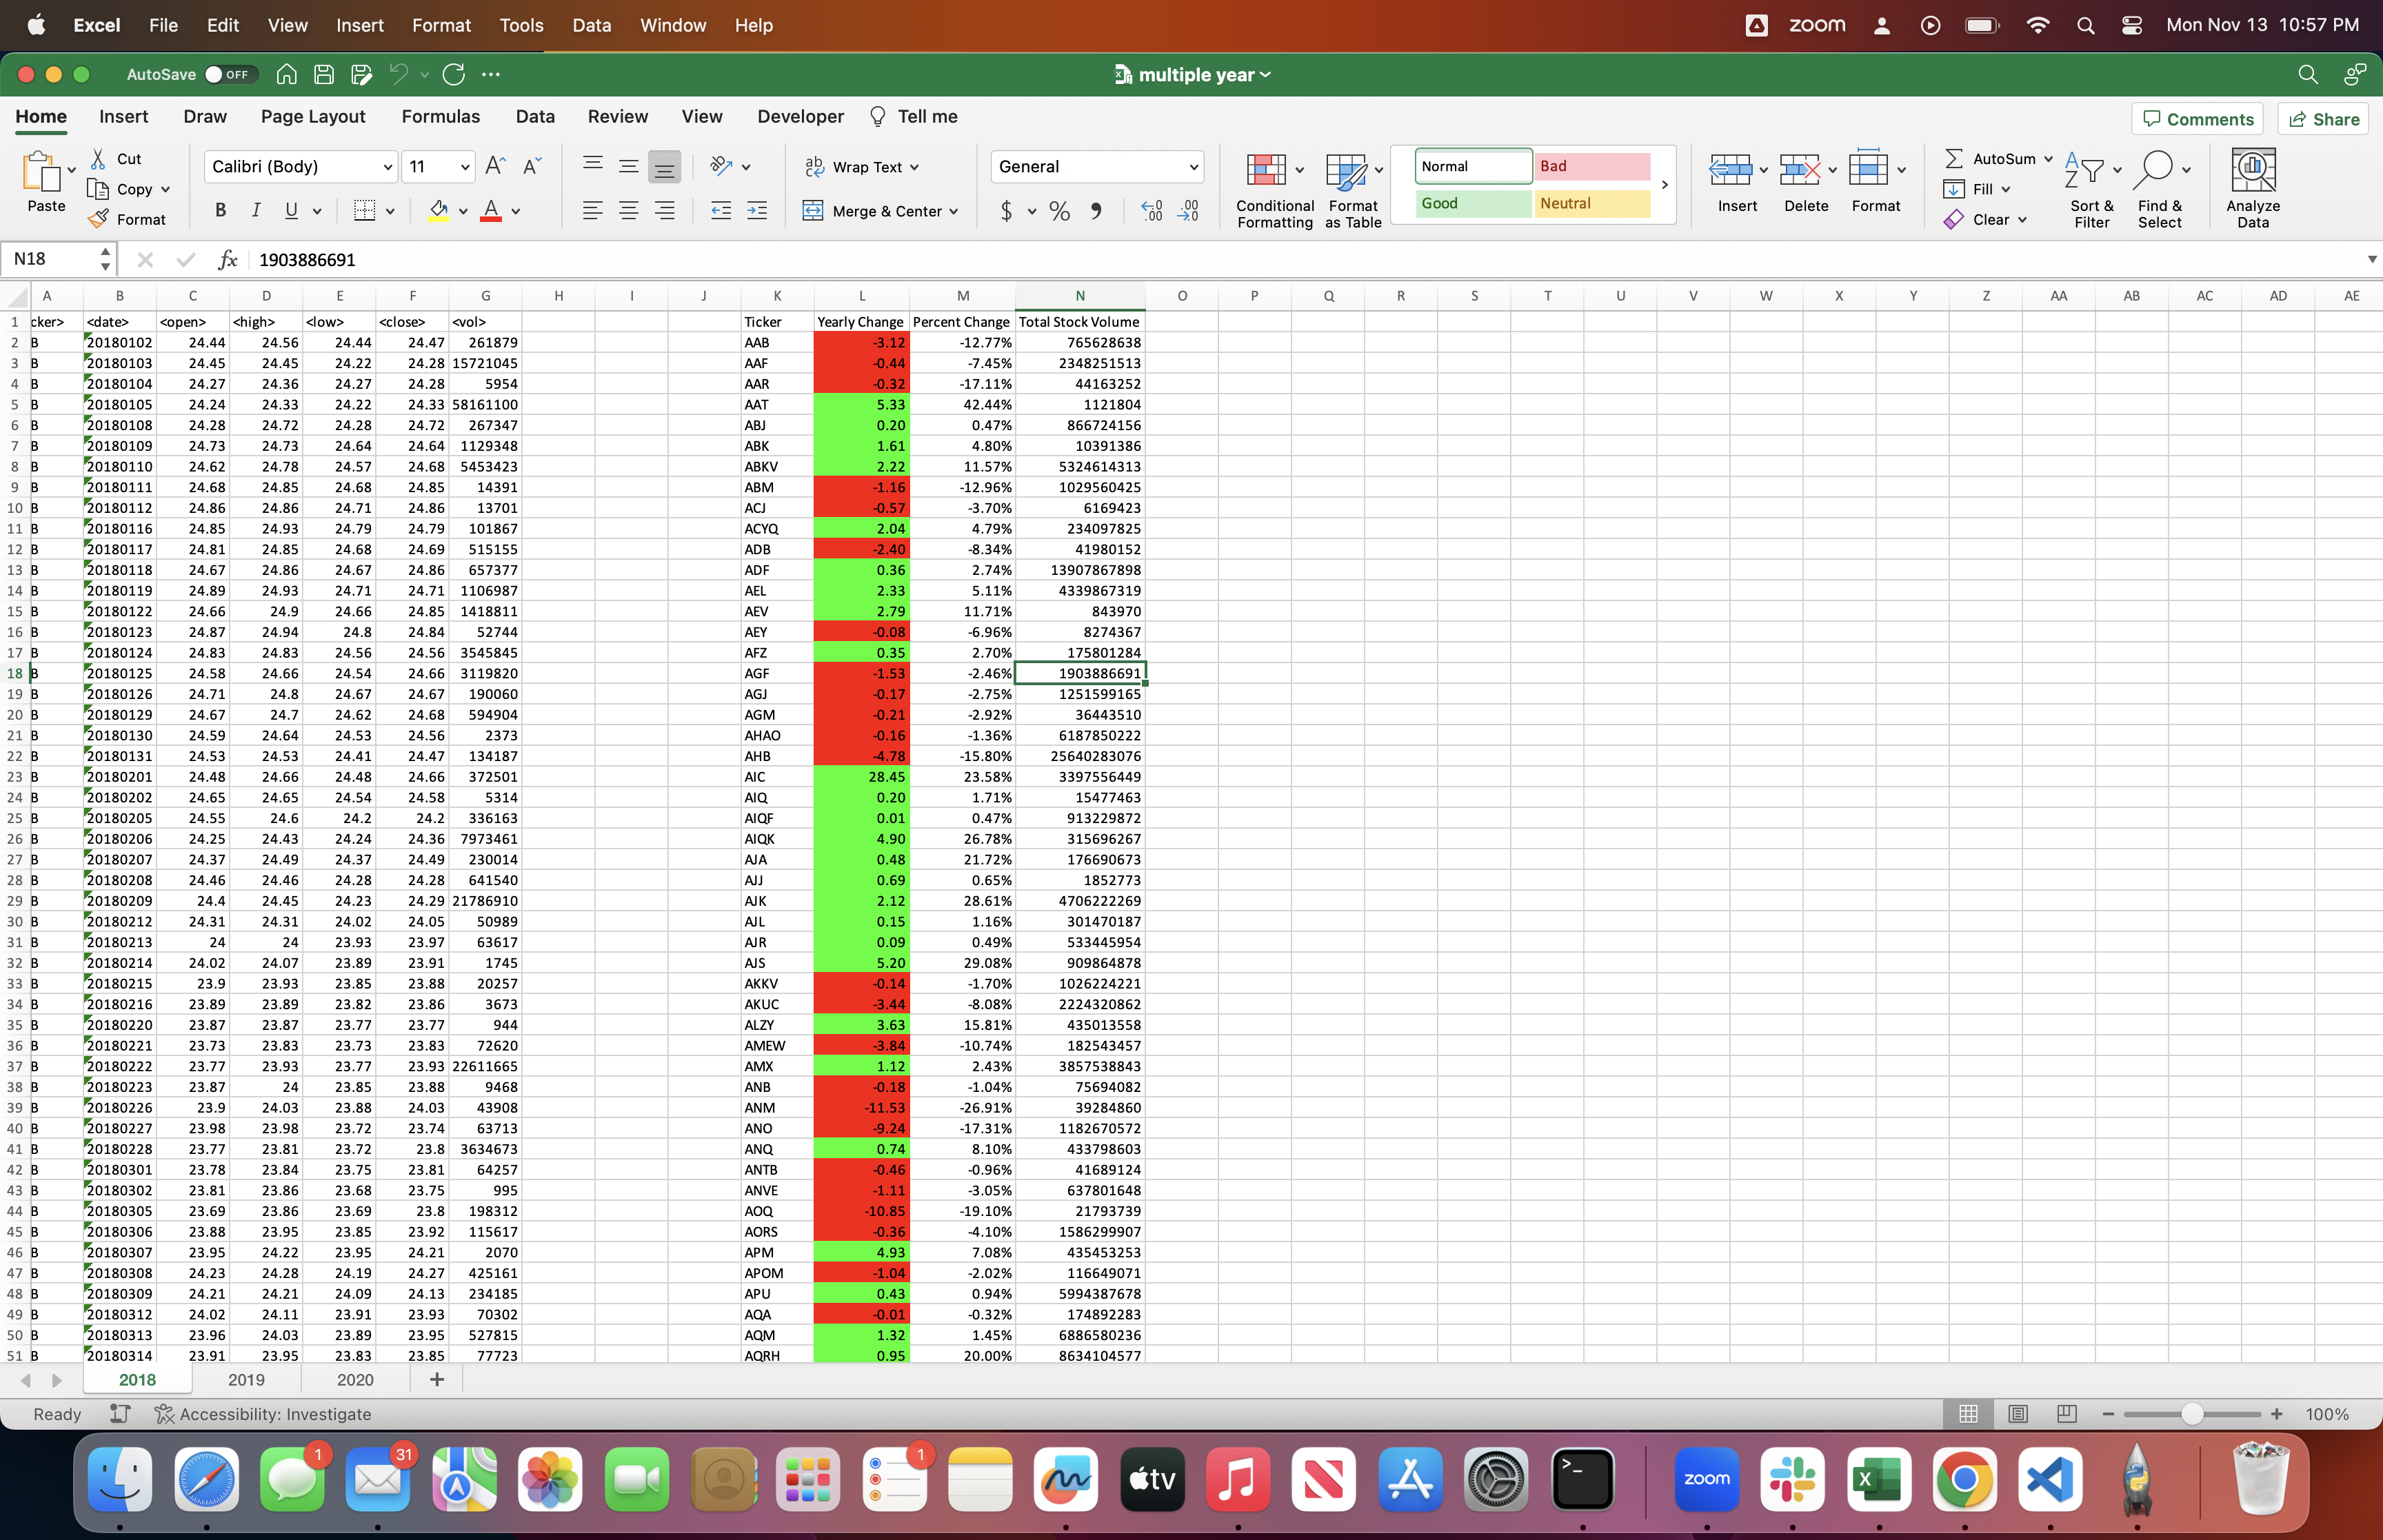 Excel File Edit View Insert Format Tools Data Window Help zoom Mon Nov 13 10:57 PM
AutoSave OFF multiple year
Home Insert Draw Page Layout Formulas Data Review View Developer Tell me Comments Share
Paste Cut Copy Format
Calibri (Body) 11 Wrap Text Merge & Center General
Conditional Formatting Format as Table Normal Bad Good Neutral
Insert Delete Format AutoSum Fill Clear Sort & Filter Find & Select Analyze Data
N18 fx 1903886691
A B C D E F G H I J K L M N O P Q R S T U V W X Y Z AA AB AC AD AE
1 cker> <date> <open> <high> <low> <close> <vol> Ticker Yearly Change Percent Change Total Stock Volume
2 B 20180102 24.44 24.56 24.44 24.47 261879 AAB -3.12 -12.77% 765628638
3 B 20180103 24.45 24.45 24.22 24.28 15721045 AAF -0.44 -7.45% 2348251513
4 B 20180104 24.27 24.36 24.27 24.28 5954 AAR -0.32 -17.11% 44163252
5 B 20180105 24.24 24.33 24.22 24.33 58161100 AAT 5.33 42.44% 1121804
6 B 20180108 24.28 24.72 24.28 24.72 267347 ABJ 0.20 0.47% 866724156
7 B 20180109 24.73 24.73 24.64 24.64 1129348 ABK 1.61 4.80% 10391386
8 B 20180110 24.62 24.78 24.57 24.68 5453423 ABKV 2.22 11.57% 5324614313
9 B 20180111 24.68 24.85 24.68 24.85 14391 ABM -1.16 -12.96% 1029560425
10 B 20180112 24.86 24.86 24.71 24.86 13701 ACJ -0.57 -3.70% 6169423
11 B 20180116 24.85 24.93 24.79 24.79 101867 ACYQ 2.04 4.79% 234097825
12 B 20180117 24.81 24.85 24.68 24.69 515155 ADB -2.40 -8.34% 41980152
13 B 20180118 24.67 24.86 24.67 24.86 657377 ADF 0.36 2.74% 13907867898
14 B 20180119 24.89 24.93 24.71 24.71 1106987 AEL 2.33 5.11% 4339867319
15 B 20180122 24.66 24.9 24.66 24.85 1418811 AEV 2.79 11.71% 843970
16 B 20180123 24.87 24.94 24.8 24.84 52744 AEY -0.08 -6.96% 8274367
17 B 20180124 24.83 24.83 24.56 24.56 3545845 AFZ 0.35 2.70% 175801284
18 B 20180125 24.58 24.66 24.54 24.66 3119820 AGF -1.53 -2.46% 1903886691
19 B 20180126 24.71 24.8 24.67 24.67 190060 AGJ -0.17 -2.75% 1251599165
20 B 20180129 24.67 24.7 24.62 24.68 594904 AGM -0.21 -2.92% 36443510
21 B 20180130 24.59 24.64 24.53 24.56 2373 AHAO -0.16 -1.36% 6187850222
22 B 20180131 24.53 24.53 24.41 24.47 134187 AHB -4.78 -15.80% 25640283076
23 B 20180201 24.48 24.66 24.48 24.66 372501 AIC 28.45 23.58% 3397556449
24 B 20180202 24.65 24.65 24.54 24.58 5314 AIQ 0.20 1.71% 15477463
25 B 20180205 24.55 24.6 24.2 24.2 336163 AIQF 0.01 0.47% 913229872
26 B 20180206 24.25 24.43 24.24 24.36 7973461 AIQK 4.90 26.78% 315696267
27 B 20180207 24.37 24.49 24.37 24.49 230014 AJA 0.48 21.72% 176690673
28 B 20180208 24.46 24.46 24.28 24.28 641540 AJJ 0.69 0.65% 1852773
29 B 20180209 24.4 24.45 24.23 24.29 21786910 AJK 2.12 28.61% 4706222269
30 B 20180212 24.31 24.31 24.02 24.05 50989 AJL 0.15 1.16% 301470187
31 B 20180213 24 24 23.93 23.97 63617 AJR 0.09 0.49% 533445954
32 B 20180214 24.02 24.07 23.89 23.91 1745 AJS 5.20 29.08% 909864878
33 B 20180215 23.9 23.93 23.85 23.88 20257 AKKV -0.14 -1.70% 1026224221
34 B 20180216 23.89 23.89 23.82 23.86 3673 AKUC -3.44 -8.08% 2224320862
35 B 20180220 23.87 23.87 23.77 23.77 944 ALZY 3.63 15.81% 435013558
36 B 20180221 23.73 23.83 23.73 23.83 72620 AMEW -3.84 -10.74% 182543457
37 B 20180222 23.77 23.93 23.77 23.93 22611665 AMX 1.12 2.43% 3857538843
38 B 20180223 23.87 24 23.85 23.88 9468 ANB -0.18 -1.04% 75694082
39 B 20180226 23.9 24.03 23.88 24.03 43908 ANM -11.53 -26.91% 39284860
40 B 20180227 23.98 23.98 23.72 23.74 63713 ANO -9.24 -17.31% 1182670572
41 B 20180228 23.77 23.81 23.72 23.8 3634673 ANQ 0.74 8.10% 433798603
42 B 20180301 23.78 23.84 23.75 23.81 64257 ANTB -0.46 -0.96% 41689124
43 B 20180302 23.81 23.86 23.68 23.75 995 ANVE -1.11 -3.05% 637801648
44 B 20180305 23.69 23.86 23.69 23.8 198312 AOQ -10.85 -19.10% 21793739
45 B 20180306 23.88 23.95 23.85 23.92 115617 AORS -0.36 -4.10% 1586299907
46 B 20180307 23.95 24.22 23.95 24.21 2070 APM 4.93 7.08% 435453253
47 B 20180308 24.23 24.28 24.19 24.27 425161 APOM -1.04 -2.02% 116649071
48 B 20180309 24.21 24.21 24.09 24.13 234185 APU 0.43 0.94% 5994387678
49 B 20180312 24.02 24.11 23.91 23.93 70302 AQA -0.01 -0.32% 174892283
50 B 20180313 23.96 24.03 23.89 23.95 527815 AQM 1.32 1.45% 6886580236
51 B 20180314 23.91 23.95 23.83 23.85 77723 AQRH 0.95 20.00% 8634104577
2018 2019 2020 +
Ready Accessibility: Investigate 100%
1 31 1 tv zoom